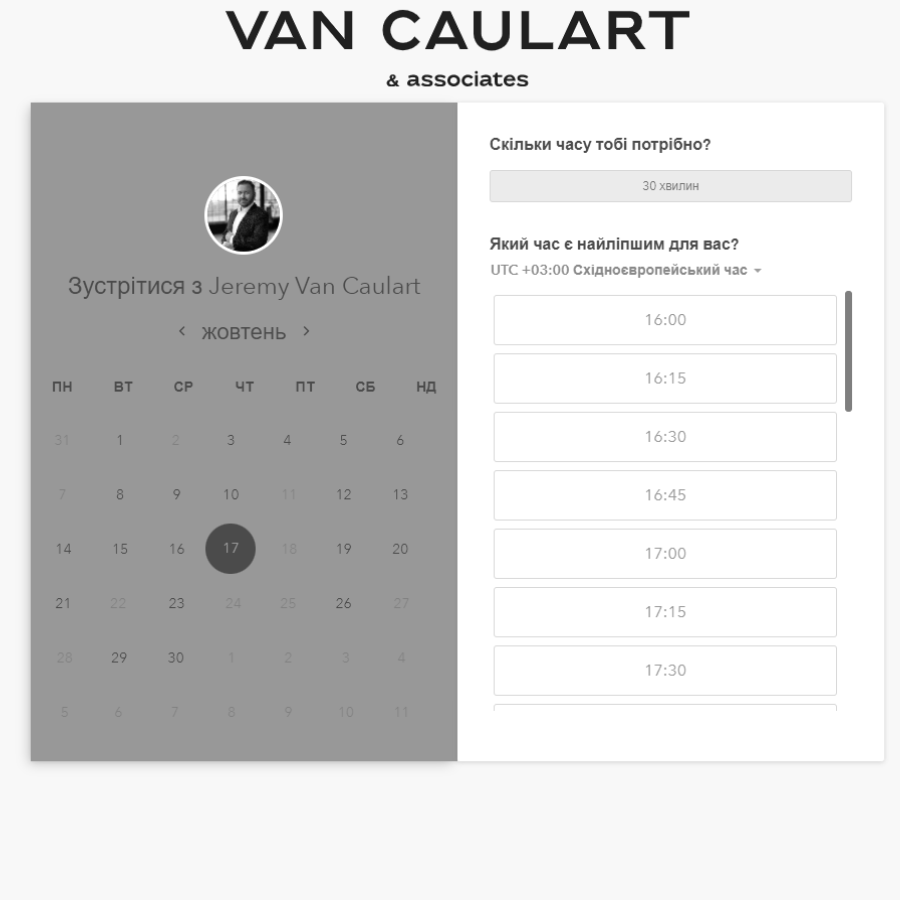 VAN CAULART
& associates
Зустрітися з Jeremy Van Caulart
жовтень
ПН ВТ СР ЧТ ПТ СБ НД
31 1 2 3 4 5 6
7 8 9 10 11 12 13
14 15 16 17 18 19 20
21 22 23 24 25 26 27
28 29 30 1 2 3 4
5 6 7 8 9 10 11
Скільки часу тобі потрібно?
30 хвилин
Який час є найліпшим для вас?
UTC +03:00 Східноєвропейський час
16:00
16:15
16:30
16:45
17:00
17:15
17:30